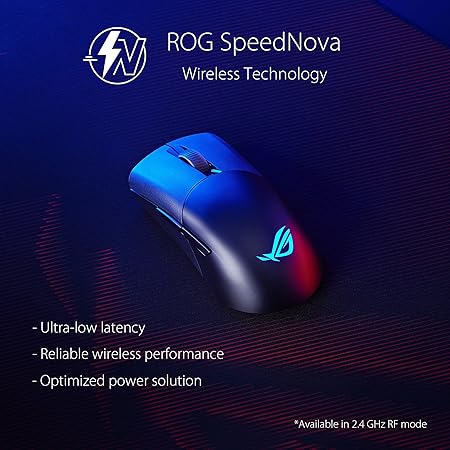 ROG SpeedNova
Wireless Technology
- Ultra-low latency
- Reliable wireless performance
- Optimized power solution
*Available in 2.4 GHz RF mode